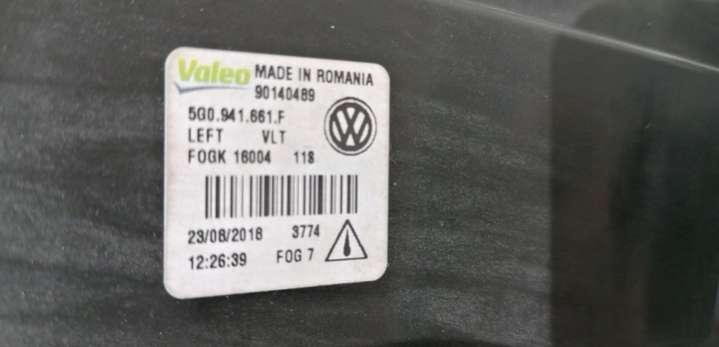 Valeo MADE IN ROMANIA
90140489
5G0.941.661.F
LEFT VLT
FOGK 16004 118
23/08/2018 3774
12:26:39 FOG 7